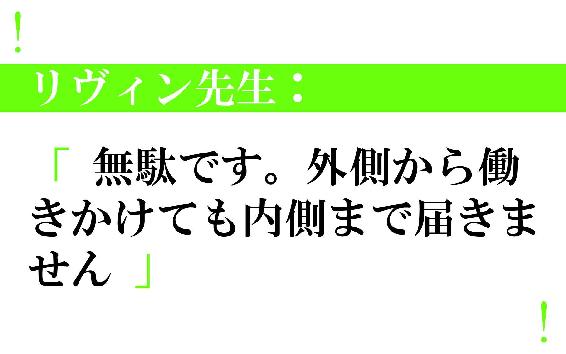 !
リヴィン先生：
「 無駄です。外側から働
きかけても内側まで届きま
せん 」
!